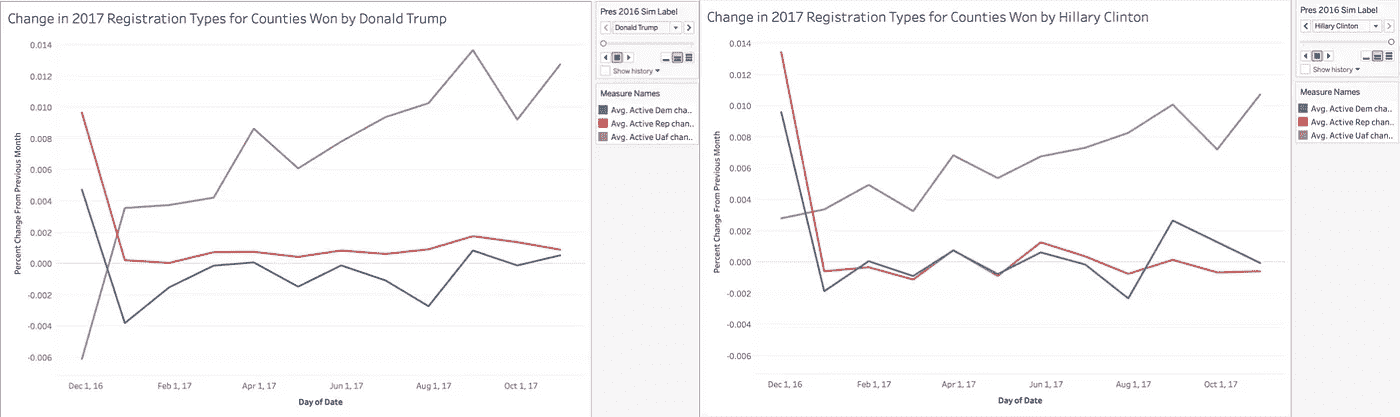 Change in 2017 Registration Types for Counties Won by Donald Trump
Percent Change From Previous Month
0.014
0.012
0.010
0.008
0.006
0.004
0.002
0.000
-0.002
-0.004
-0.006
Dec 1, 16 Feb 1, 17 Apr 1, 17 Jun 1, 17 Aug 1, 17 Oct 1, 17
Day of Date
Pres 2016 Sim Label
Donald Trump
Show history
Measure Names
Avg. Active Dem cha..
Avg. Active Rep chan..
Avg. Active Uaf chan..
Change in 2017 Registration Types for Counties Won by Hillary Clinton
Percent Change From Previous Month
0.014
0.012
0.010
0.008
0.006
0.004
0.002
0.000
-0.002
-0.004
-0.006
Dec 1, 16 Feb 1, 17 Apr 1, 17 Jun 1, 17 Aug 1, 17 Oct 1, 17
Day of Date
Pres 2016 Sim Label
Hillary Clinton
Show history
Measure Names
Avg. Active Dem cha..
Avg. Active Rep chan..
Avg. Active Uaf chan..